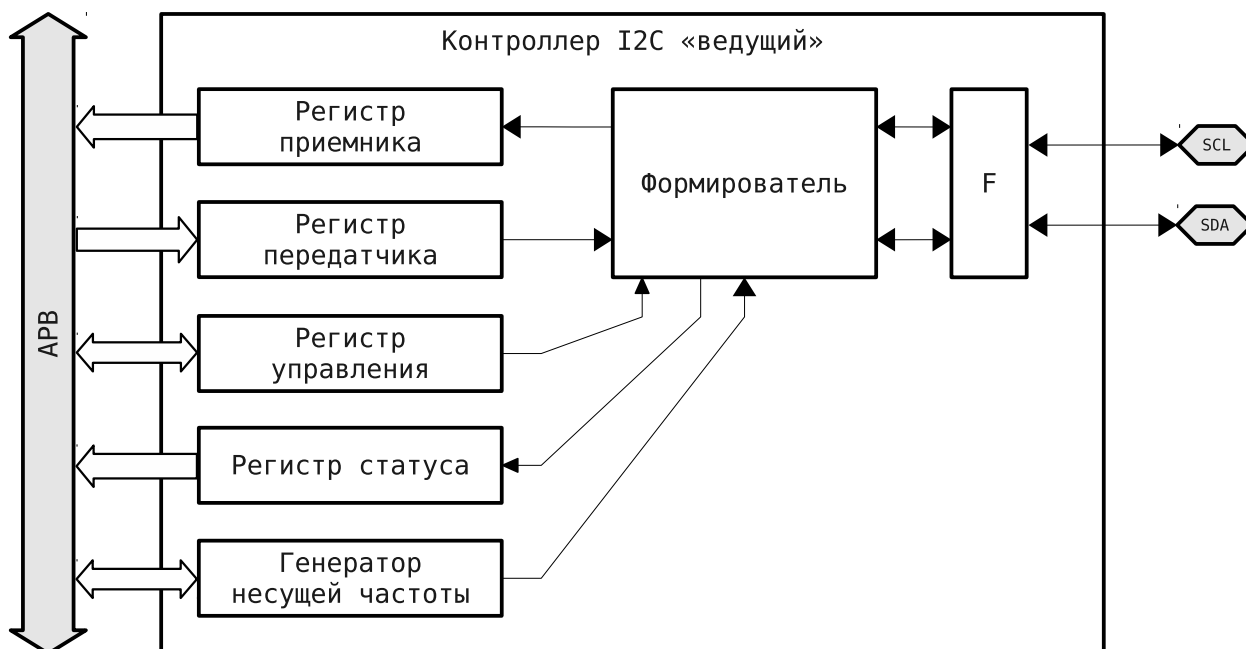 Контроллер I2C «ведущий»
Регистр
приемника
Регистр
передатчика
Регистр
управления
Регистр статуса
Генератор
несущей частоты
Формирователь
F
SCL
SDA
APB